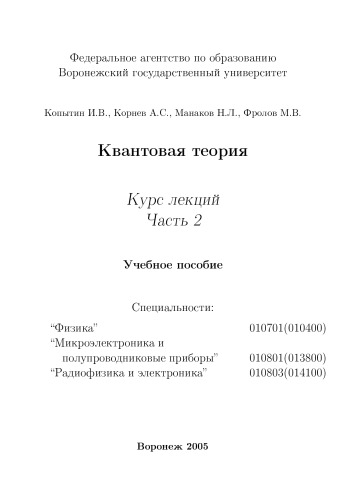 Федеральное агентство по образованию
Воронежский государственный университет
Копытин И.В., Корнев А.С., Манаков Н.Л., Фролов М.В.
Квантовая теория
Курс лекций
Часть 2
Учебное пособие
Специальности:
“Физика” 010701(010400)
“Микроэлектроника и
полупроводниковые приборы” 010801(013800)
“Радиофизика и электроника” 010803(014100)
Воронеж 2005